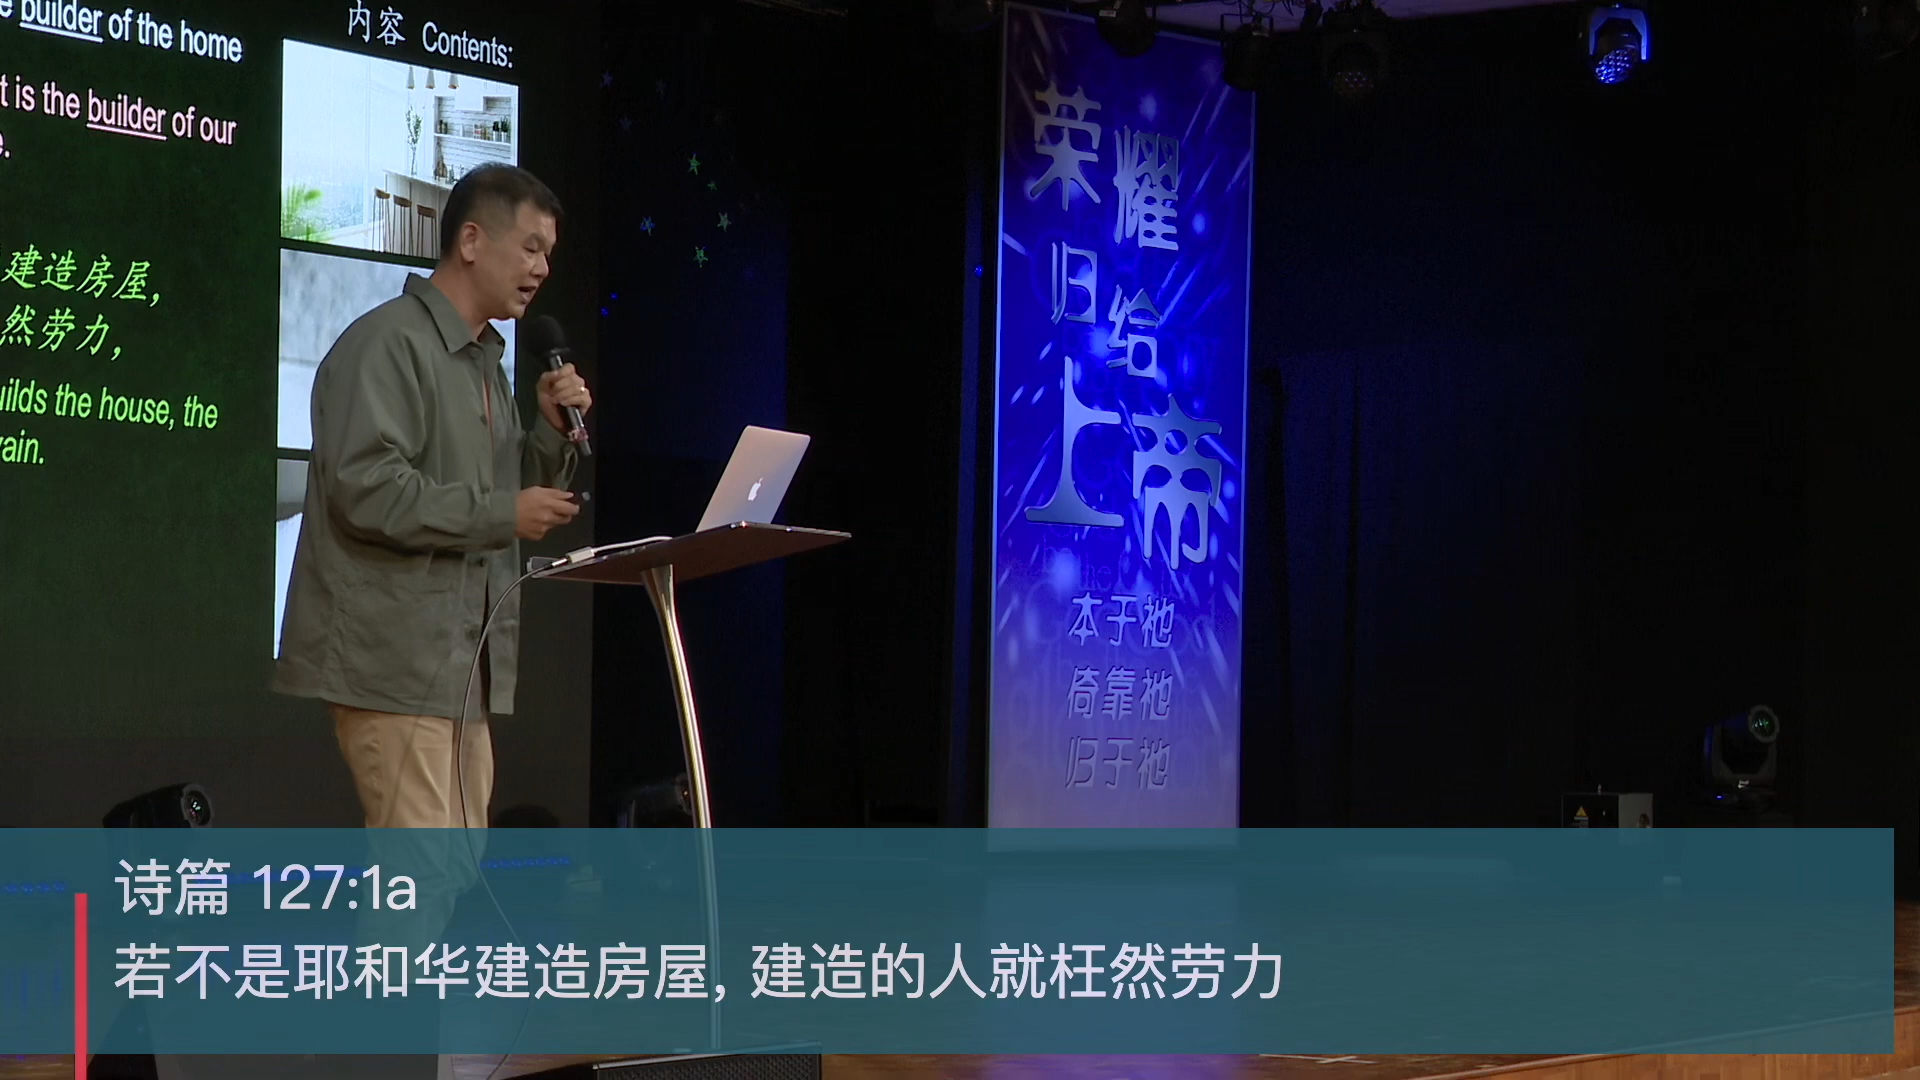 builder of the home
t is the builder of our
建造房屋,
然劳力,
uilds the house, the
vain.
内容 Contents:
荣耀
归给
上帝
本于祂
倚靠祂
归于祂
诗篇 127:1a
若不是耶和华建造房屋, 建造的人就枉然劳力